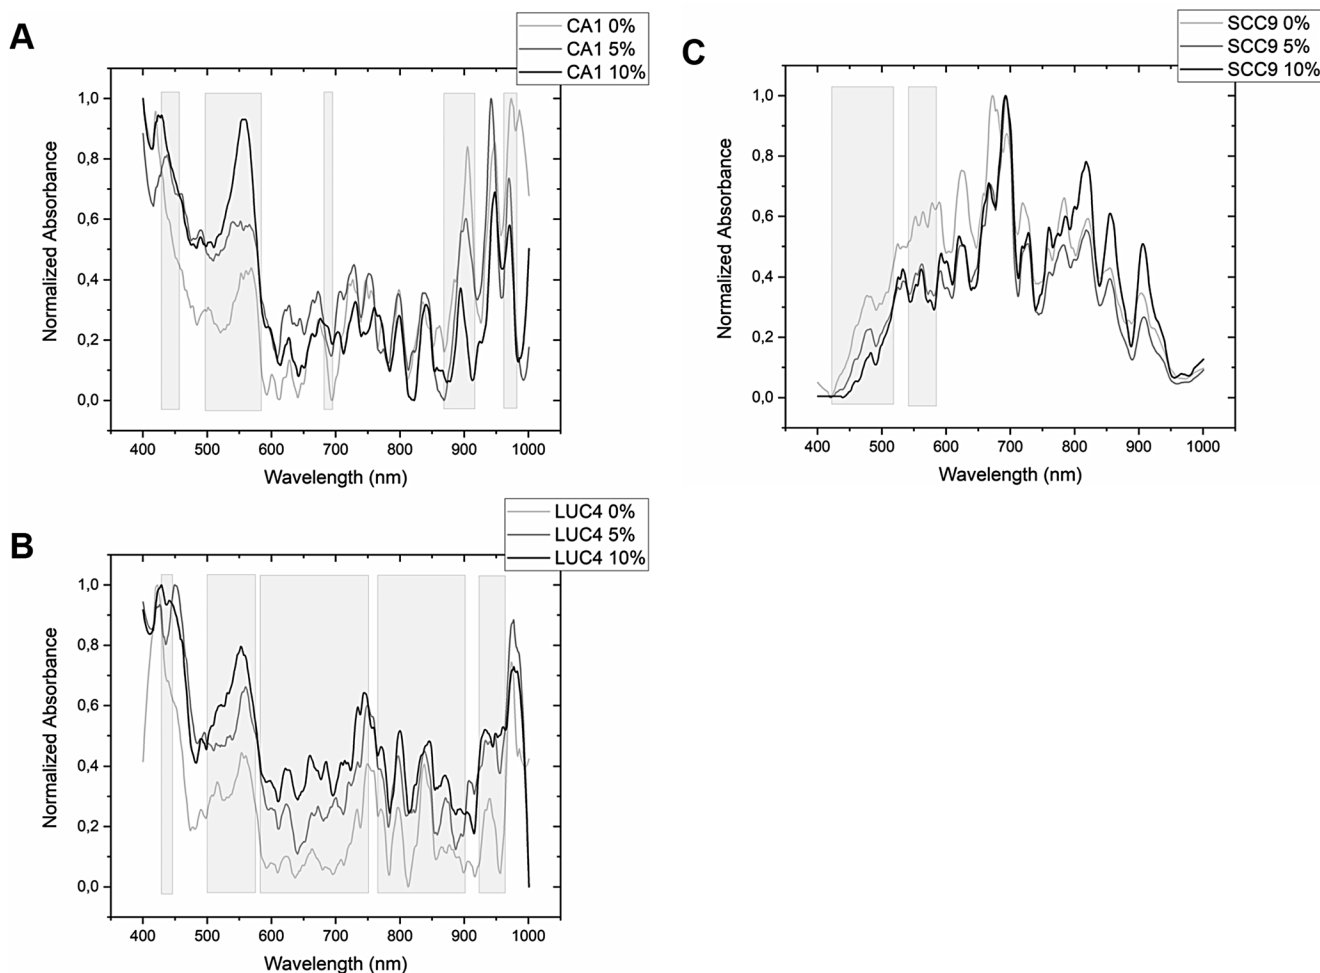 A
CA1 0%
CA1 5%
CA1 10%
Normalized Absorbance
1,0
0,8
0,6
0,4
0,2
0,0
400 500 600 700 800 900 1000
Wavelength (nm)
C
SCC9 0%
SCC9 5%
SCC9 10%
Normalized Absorbance
1,0
0,8
0,6
0,4
0,2
0,0
400 500 600 700 800 900 1000
Wavelength (nm)
B
LUC4 0%
LUC4 5%
LUC4 10%
Normalized Absorbance
1,0
0,8
0,6
0,4
0,2
0,0
400 500 600 700 800 900 1000
Wavelength (nm)